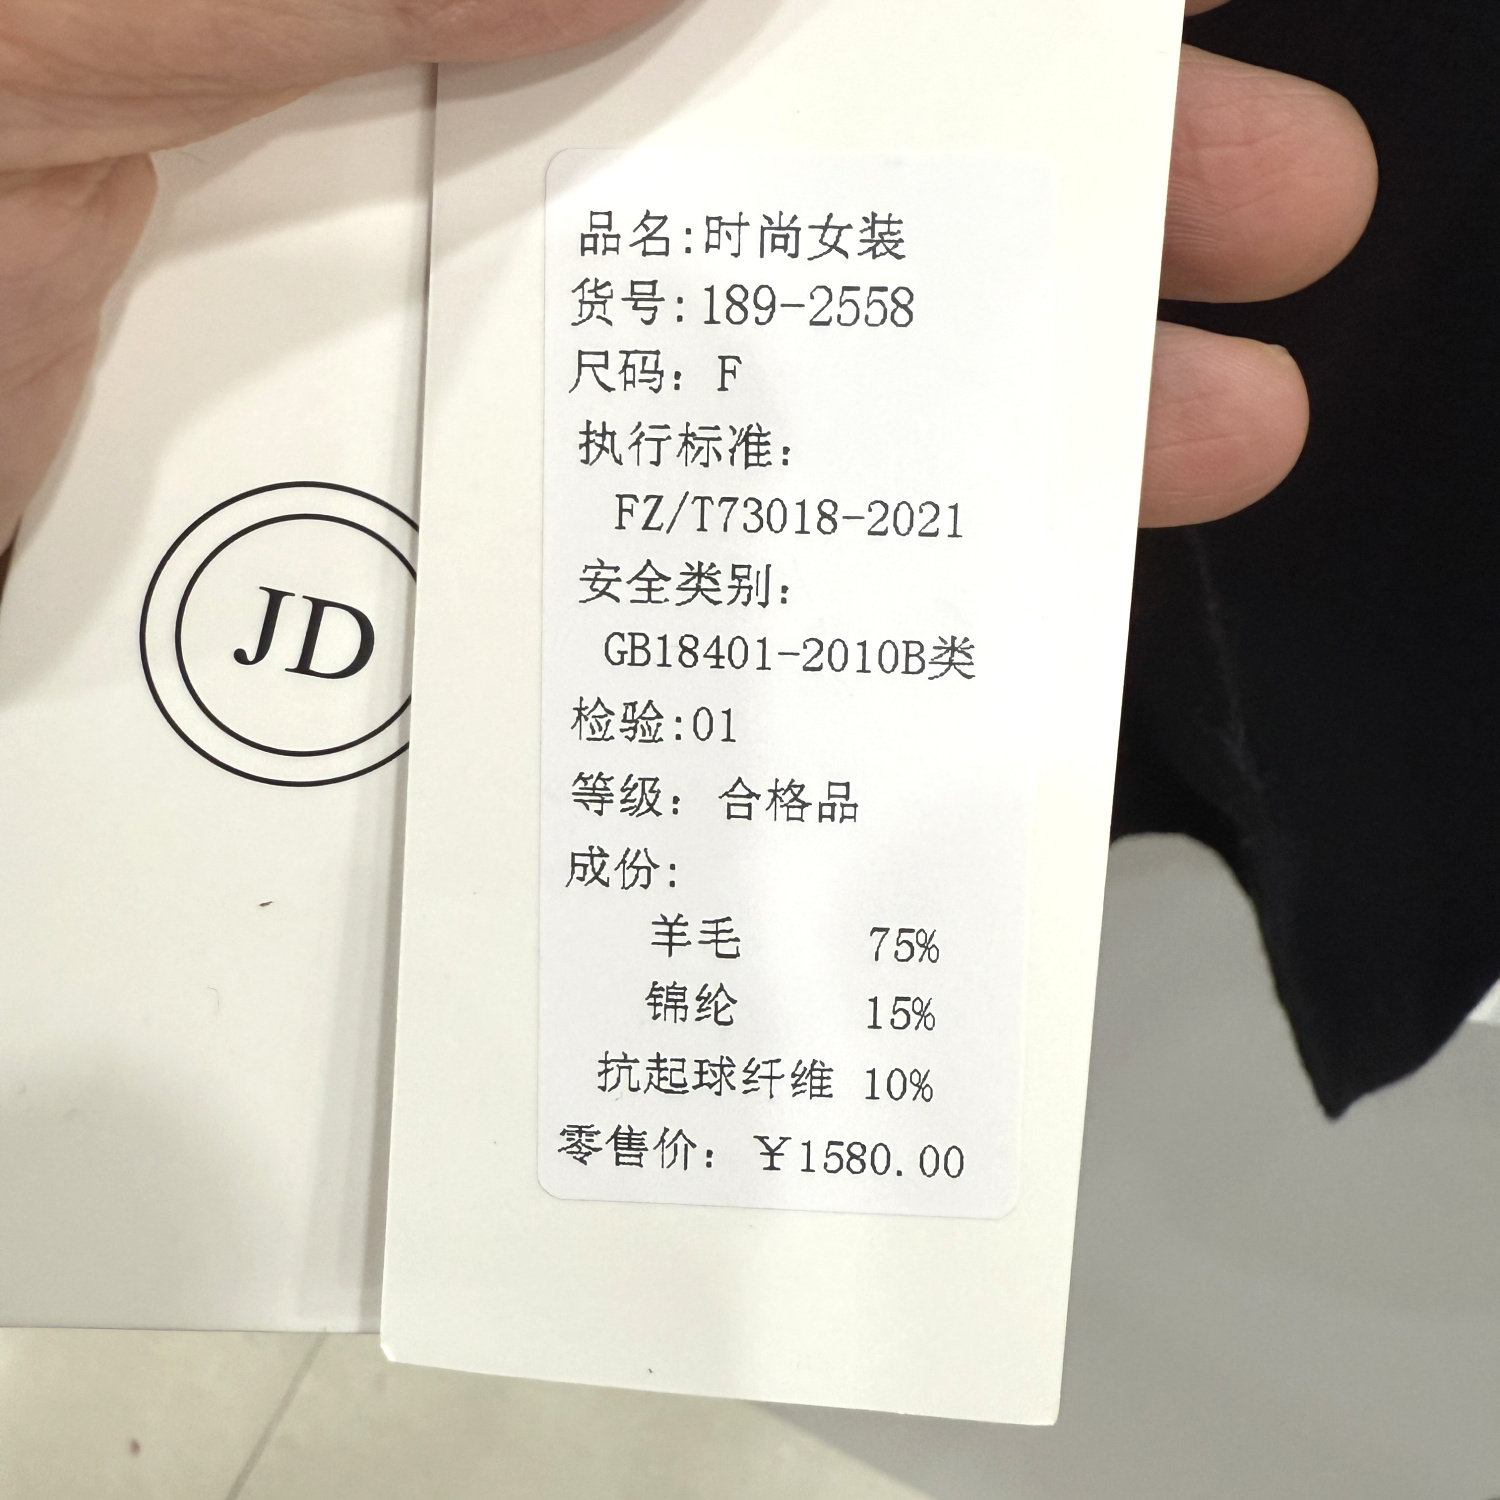 JD
品名:时尚女装
货号:189-2558
尺码：F
执行标准：
FZ/T73018-2021
安全类别：
GB18401-2010B类
检验:01
等级：合格品
成份:
羊毛 75%
锦纶 15%
抗起球纤维 10%
零售价：￥1580.00